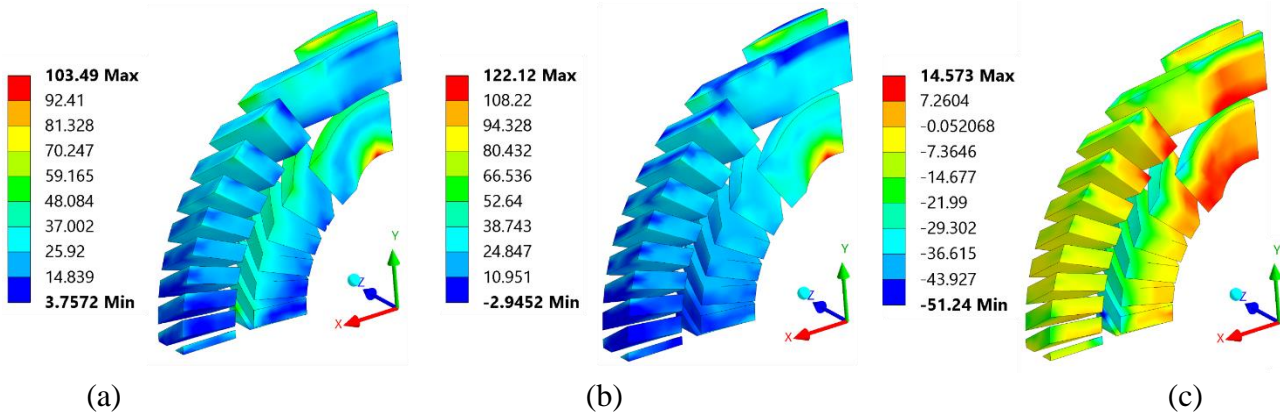 103.49 Max
92.41
81.328
70.247
59.165
48.084
37.002
25.92
14.839
3.7572 Min
Y
Z
X
(a)
122.12 Max
108.22
94.328
80.432
66.536
52.64
38.743
24.847
10.951
-2.9452 Min
Y
Z
X
(b)
14.573 Max
7.2604
-0.052068
-7.3646
-14.677
-21.99
-29.302
-36.615
-43.927
-51.24 Min
Y
Z
X
(c)